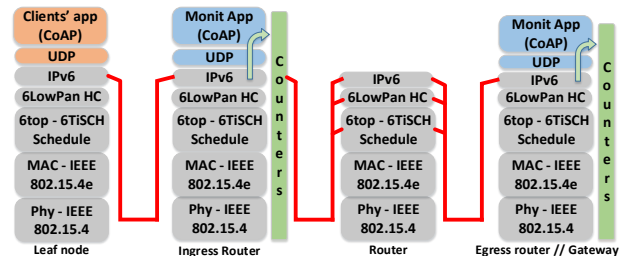 Clients' app
(CoAP)
UDP
IPv6
6LowPan HC
6top - 6TiSCH
Schedule
MAC - IEEE
802.15.4e
Phy - IEEE
802.15.4
Leaf node
Monit App
(CoAP)
UDP
IPv6
6LowPan HC
6top - 6TiSCH
Schedule
MAC - IEEE
802.15.4e
Phy - IEEE
802.15.4
Ingress Router
Counters
IPv6
6LowPan HC
6top - 6TiSCH
Schedule
MAC - IEEE
802.15.4e
Phy - IEEE
802.15.4
Router
Monit App
(CoAP)
UDP
IPv6
6LowPan HC
6top - 6TiSCH
Schedule
MAC - IEEE
802.15.4e
Phy - IEEE
802.15.4
Egress router // Gateway
Counters